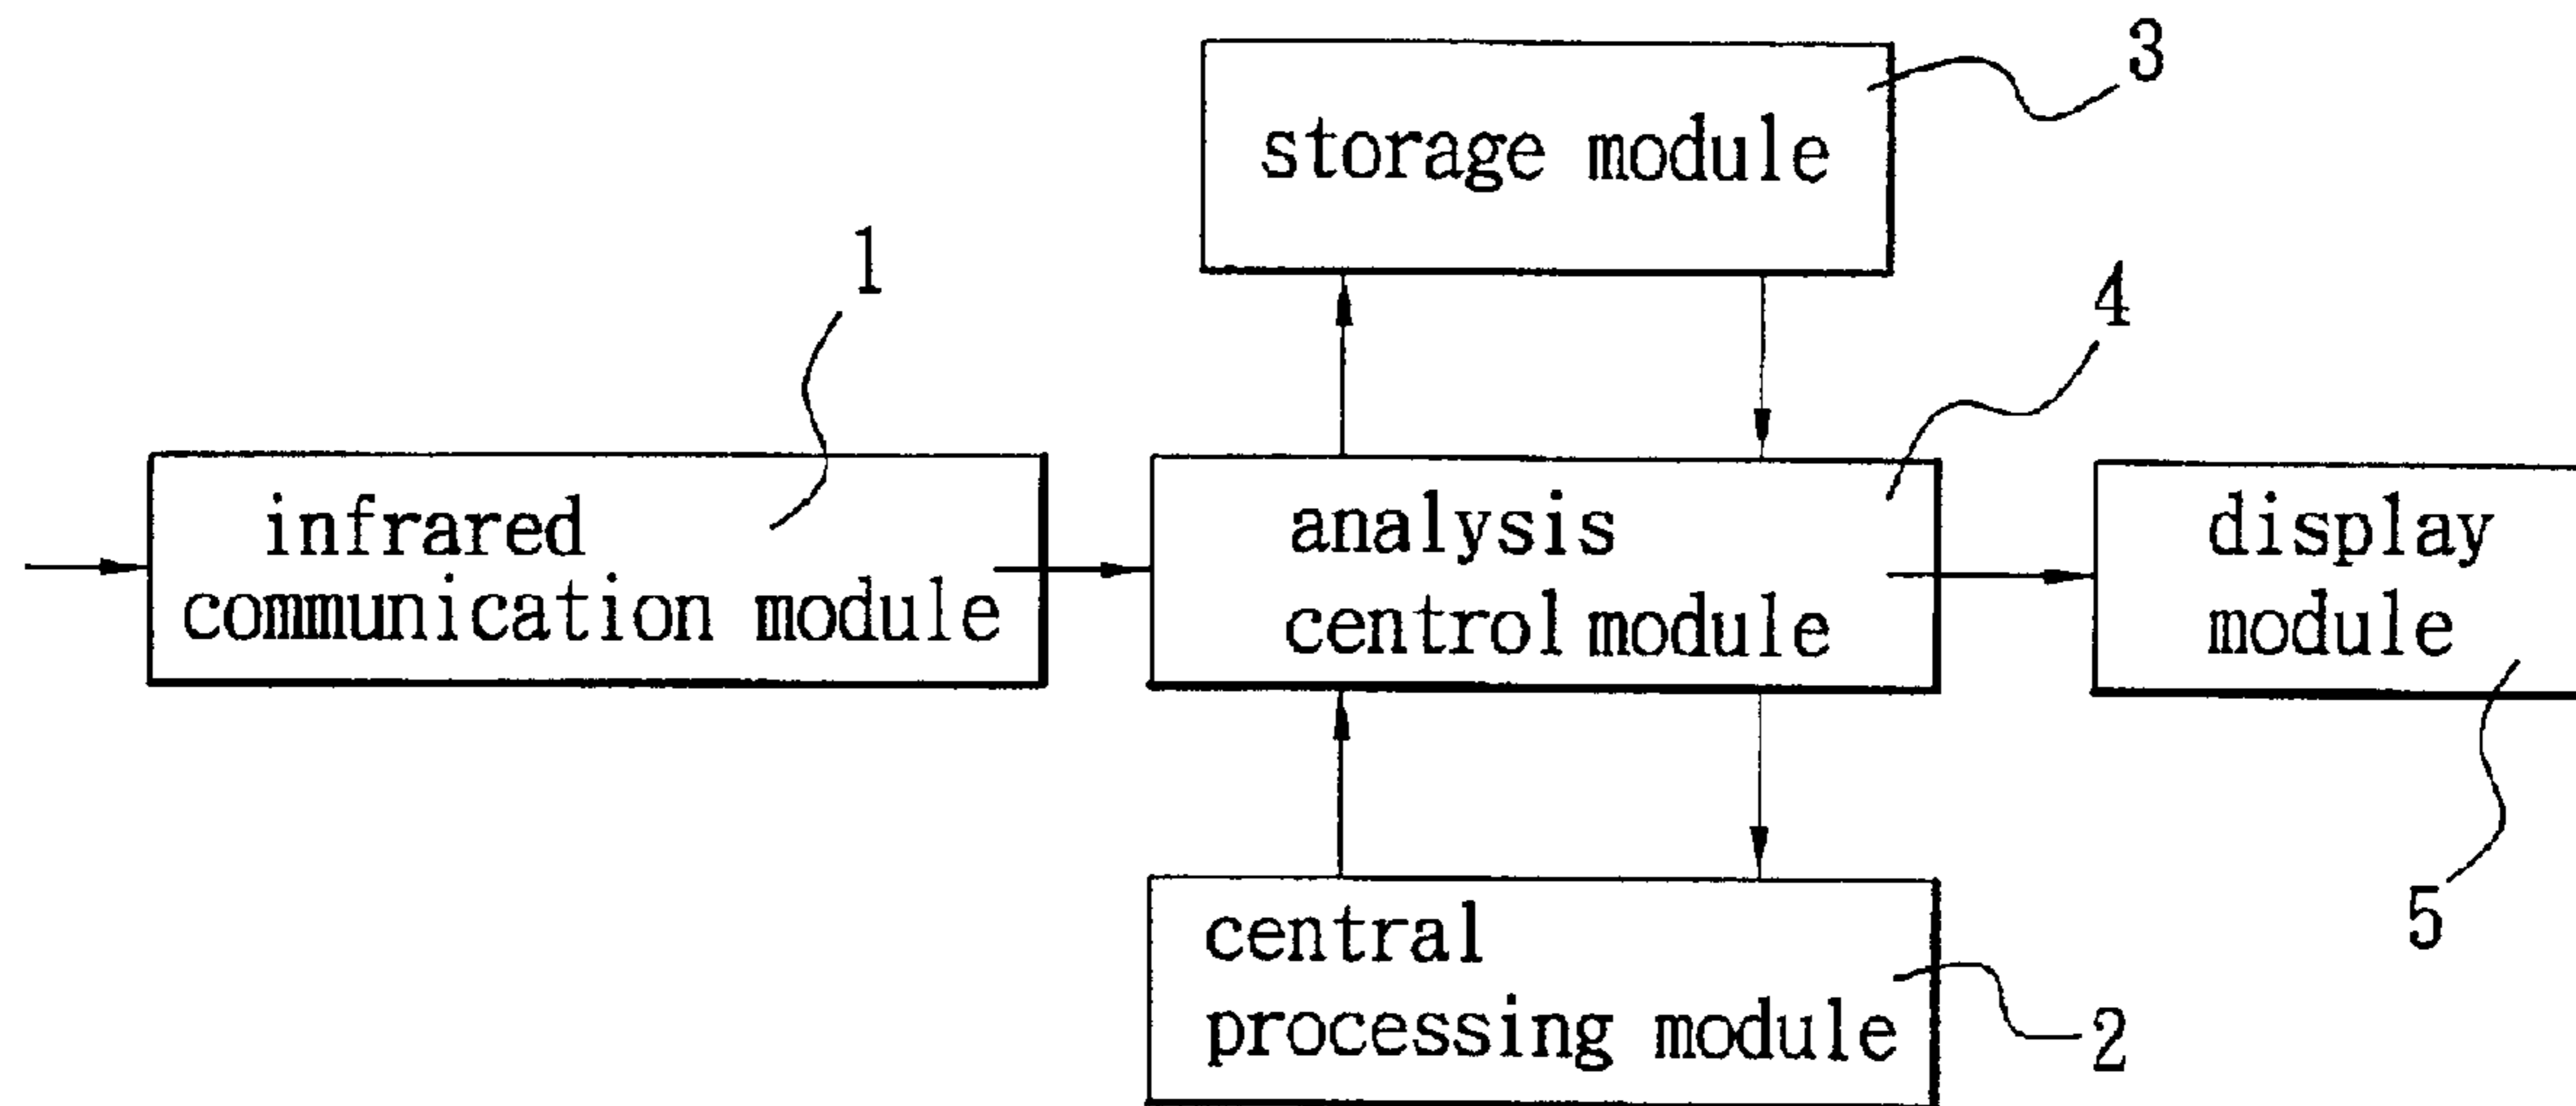 3
storage module
1
4
infrared
communication module
analysis
control module
display
module
5
central
processing module
2